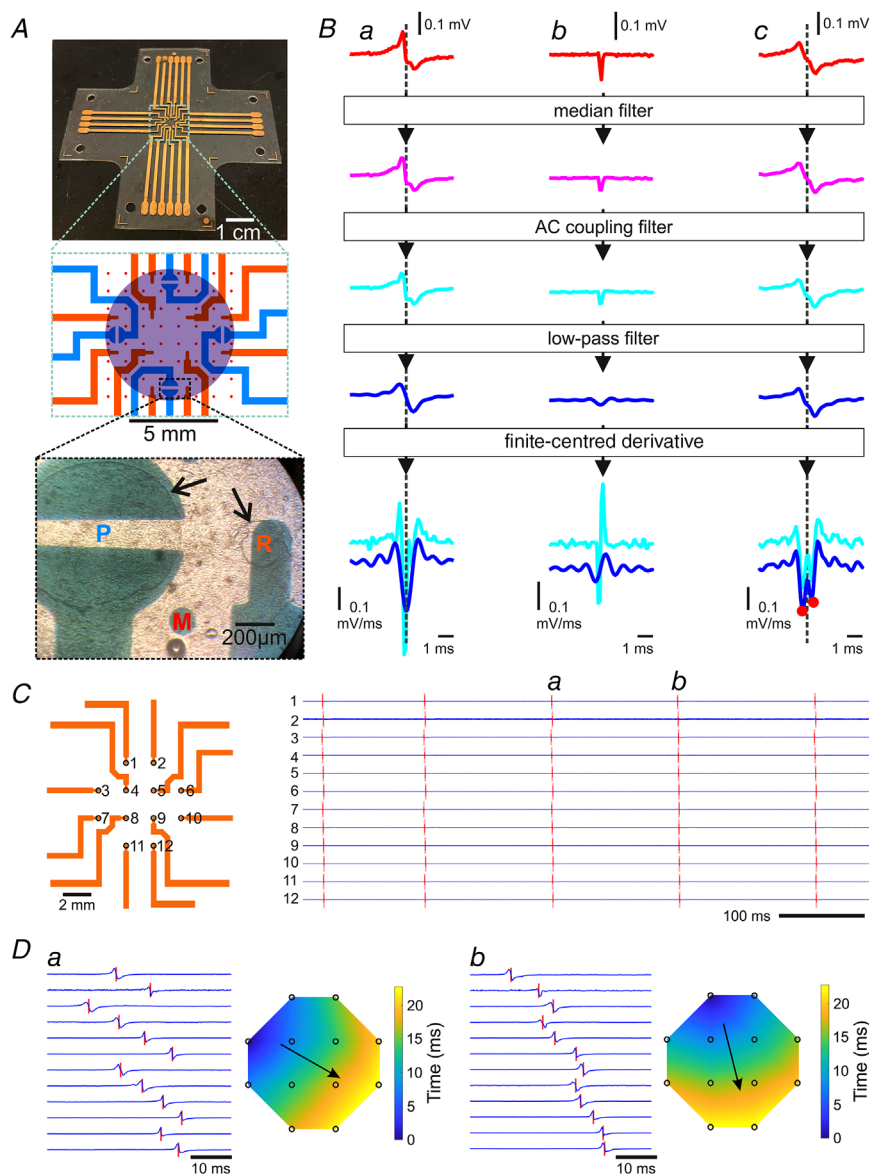 A
1 cm
5 mm
P
R
M
200µm
B
a
0.1 mV
b
0.1 mV
c
0.1 mV
median filter
AC coupling filter
low-pass filter
finite-centred derivative
0.1
mV/ms
1 ms
0.1
mV/ms
1 ms
0.1
mV/ms
1 ms
C
1 2
3 4 5 6
7 8 9 10
11 12
2 mm
a b
1
2
3
4
5
6
7
8
9
10
11
12
100 ms
D
a
10 ms
20
15
10
5
0
Time (ms)
b
10 ms
20
15
10
5
0
Time (ms)